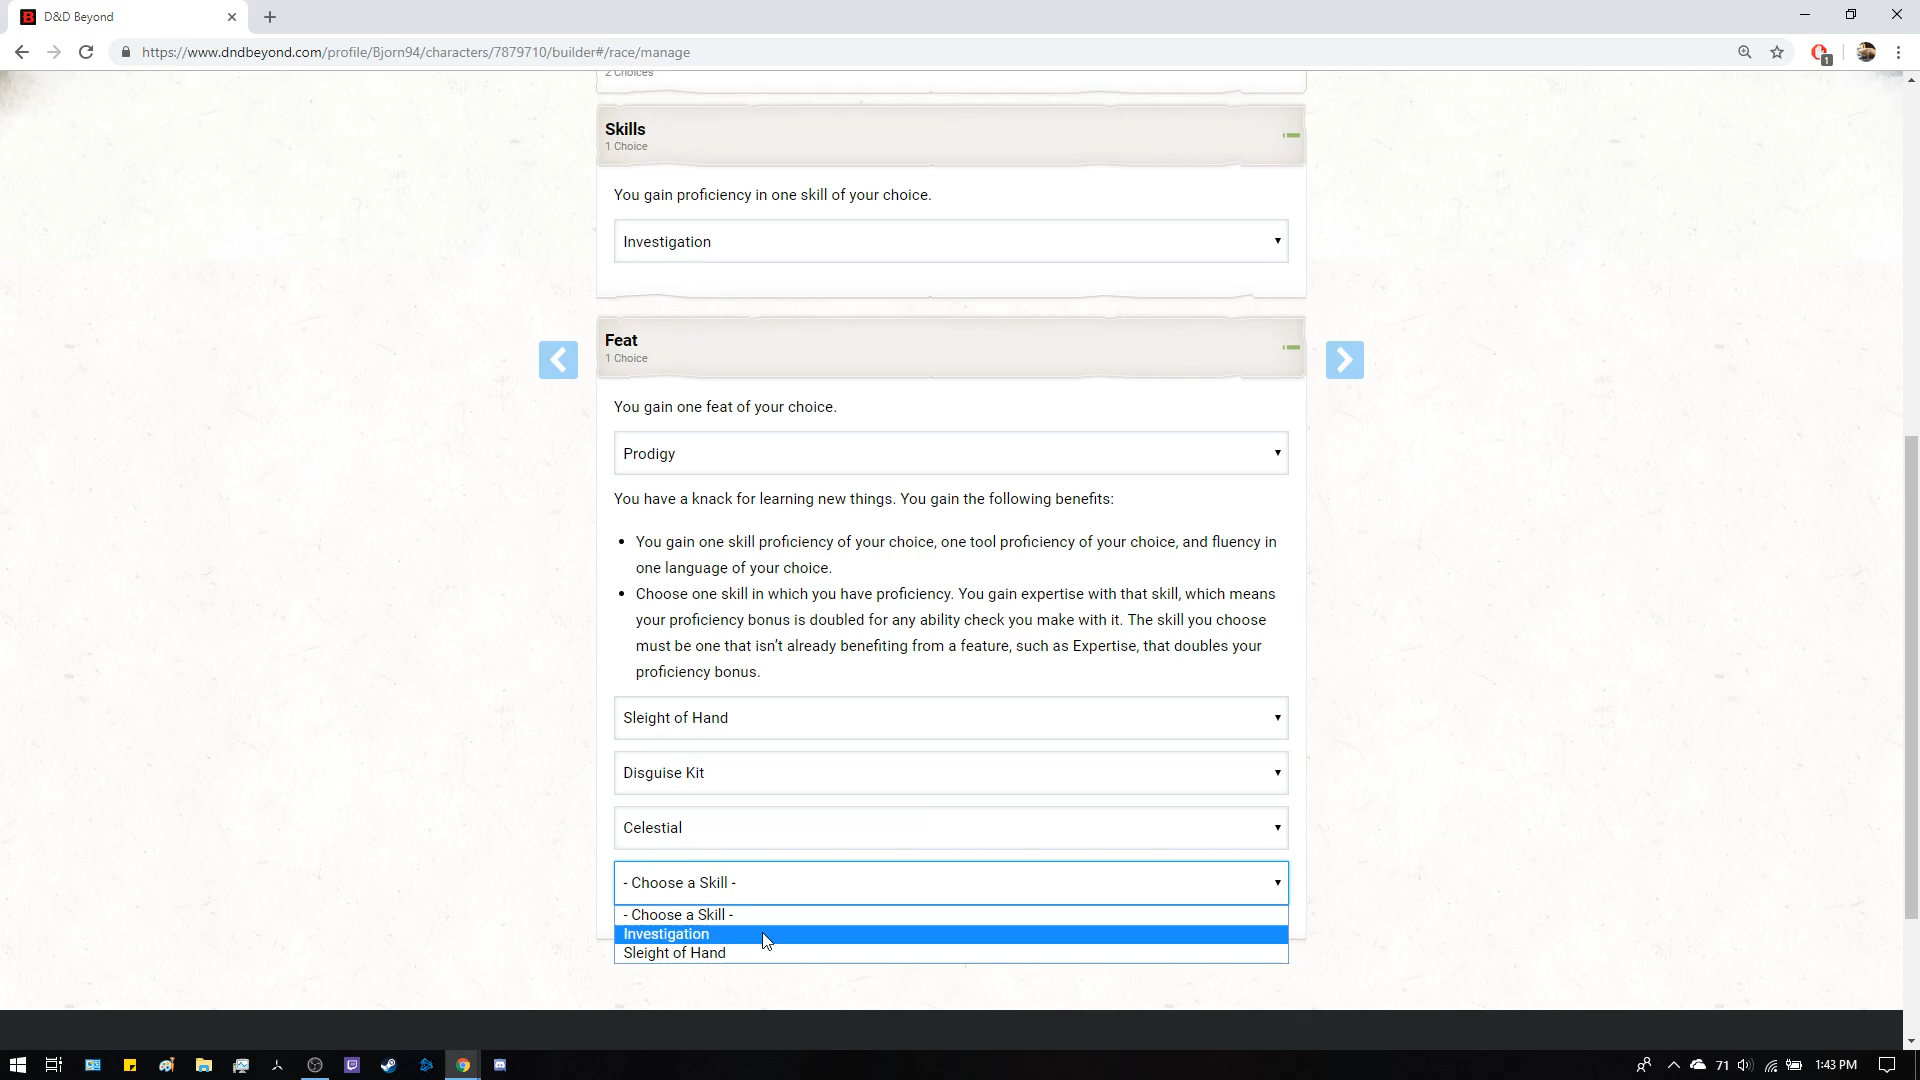 D&D Beyond
https://www.dndbeyond.com/profile/Bjorn94/characters/7879710/builder#/race/manage
1
2 Choices
Skills
1 Choice
You gain proficiency in one skill of your choice.
Investigation
Feat
1 Choice
You gain one feat of your choice.
Prodigy
You have a knack for learning new things. You gain the following benefits:
• You gain one skill proficiency of your choice, one tool proficiency of your choice, and fluency in
one language of your choice.
• Choose one skill in which you have proficiency. You gain expertise with that skill, which means
your proficiency bonus is doubled for any ability check you make with it. The skill you choose
must be one that isn't already benefiting from a feature, such as Expertise, that doubles your
proficiency bonus.
Sleight of Hand
Disguise Kit
Celestial
- Choose a Skill -
- Choose a Skill -
Investigation
Sleight of Hand
71
1:43 PM